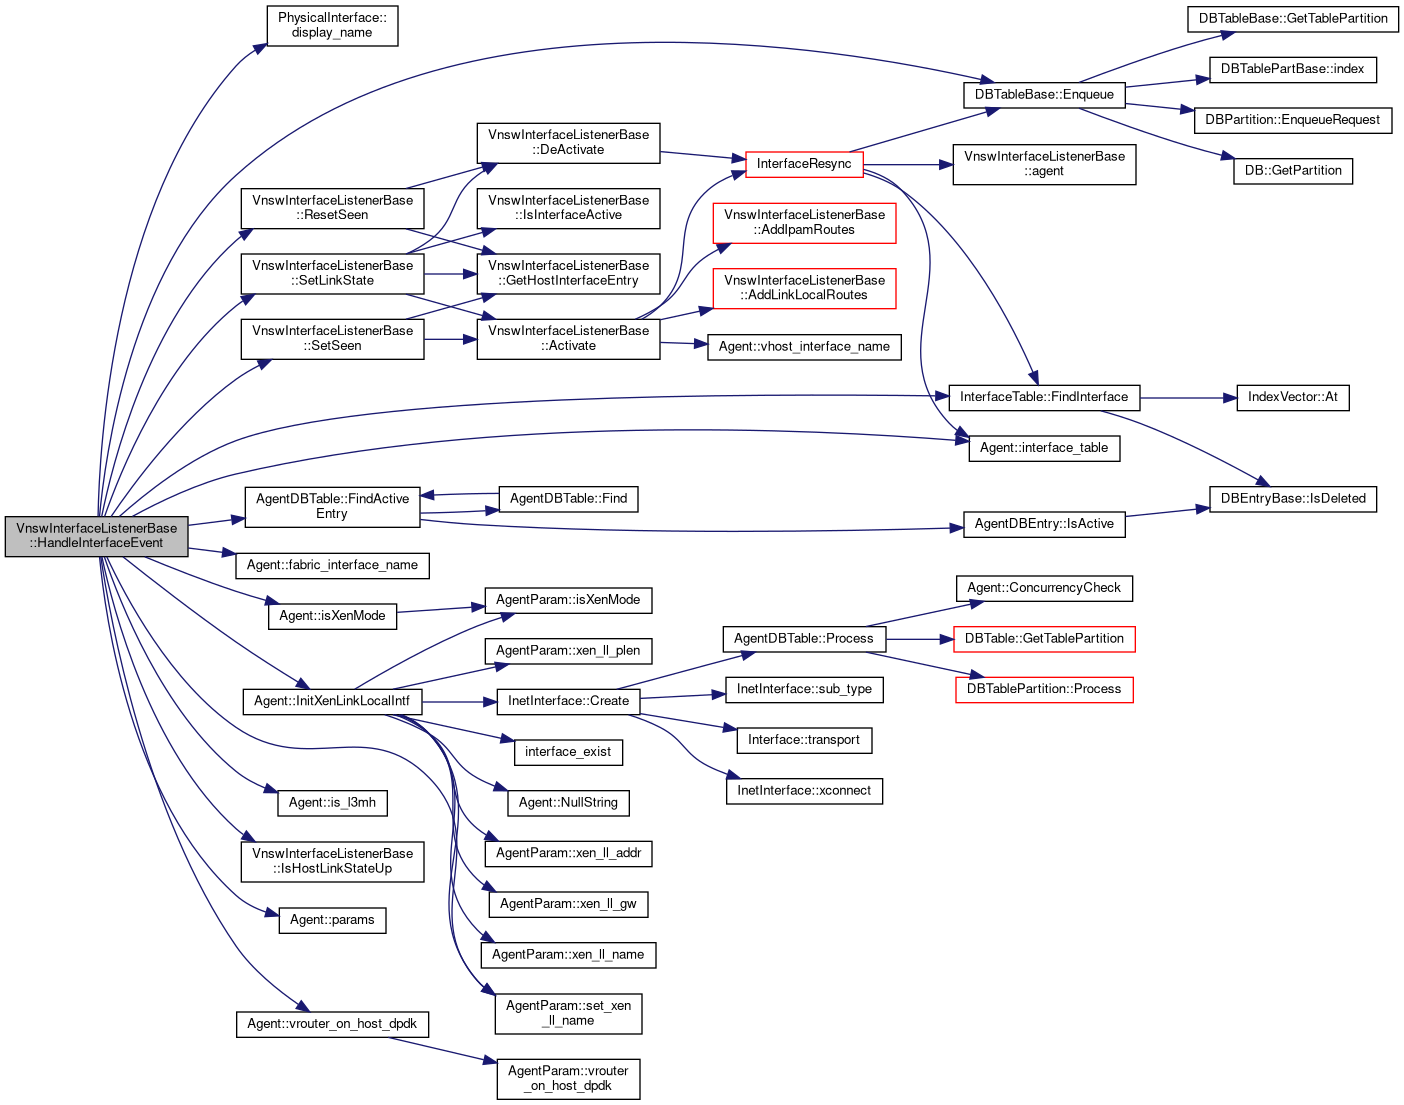 PhysicalInterface::
display_name
DBTableBase::GetTablePartition
DBTablePartBase::index
DBTableBase::Enqueue
DBPartition::EnqueueRequest
DB::GetPartition
VnswInterfaceListenerBase
::DeActivate
InterfaceResync
VnswInterfaceListenerBase
::agent
VnswInterfaceListenerBase
::ResetSeen
VnswInterfaceListenerBase
::IsInterfaceActive
VnswInterfaceListenerBase
::AddIpamRoutes
VnswInterfaceListenerBase
::SetLinkState
VnswInterfaceListenerBase
::GetHostInterfaceEntry
VnswInterfaceListenerBase
::AddLinkLocalRoutes
VnswInterfaceListenerBase
::SetSeen
VnswInterfaceListenerBase
::Activate
Agent::vhost_interface_name
InterfaceTable::FindInterface
IndexVector::At
Agent::interface_table
AgentDBTable::FindActive
Entry
AgentDBTable::Find
DBEntryBase::IsDeleted
AgentDBEntry::IsActive
VnswInterfaceListenerBase
::HandleInterfaceEvent
Agent::fabric_interface_name
Agent::isXenMode
AgentParam::isXenMode
Agent::ConcurrencyCheck
AgentParam::xen_ll_plen
AgentDBTable::Process
DBTable::GetTablePartition
Agent::InitXenLinkLocalIntf
InetInterface::Create
InetInterface::sub_type
DBTablePartition::Process
interface_exist
Interface::transport
Agent::is_l3mh
Agent::NullString
InetInterface::xconnect
VnswInterfaceListenerBase
::IsHostLinkStateUp
AgentParam::xen_ll_addr
Agent::params
AgentParam::xen_ll_gw
AgentParam::xen_ll_name
Agent::vrouter_on_host_dpdk
AgentParam::set_xen
_ll_name
AgentParam::vrouter
_on_host_dpdk